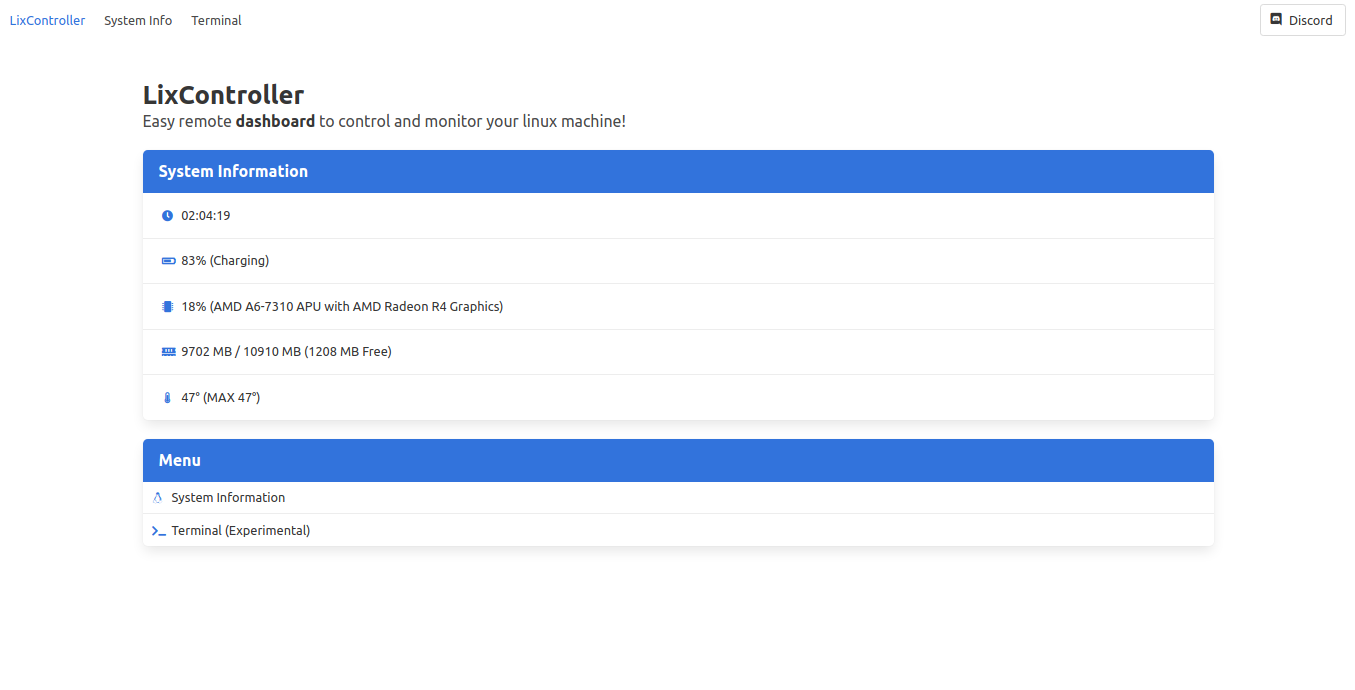 LixController System Info Terminal Discord
LixController
Easy remote dashboard to control and monitor your linux machine!
System Information
02:04:19
83% (Charging)
18% (AMD A6-7310 APU with AMD Radeon R4 Graphics)
9702 MB / 10910 MB (1208 MB Free)
47° (MAX 47°)
Menu
System Information
Terminal (Experimental)